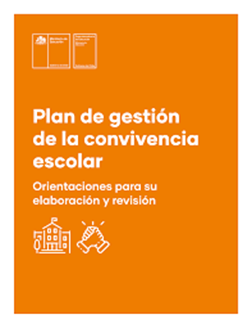 Plan de gestión
de la convivencia
escolar
Orientaciones para su
elaboración y revisión